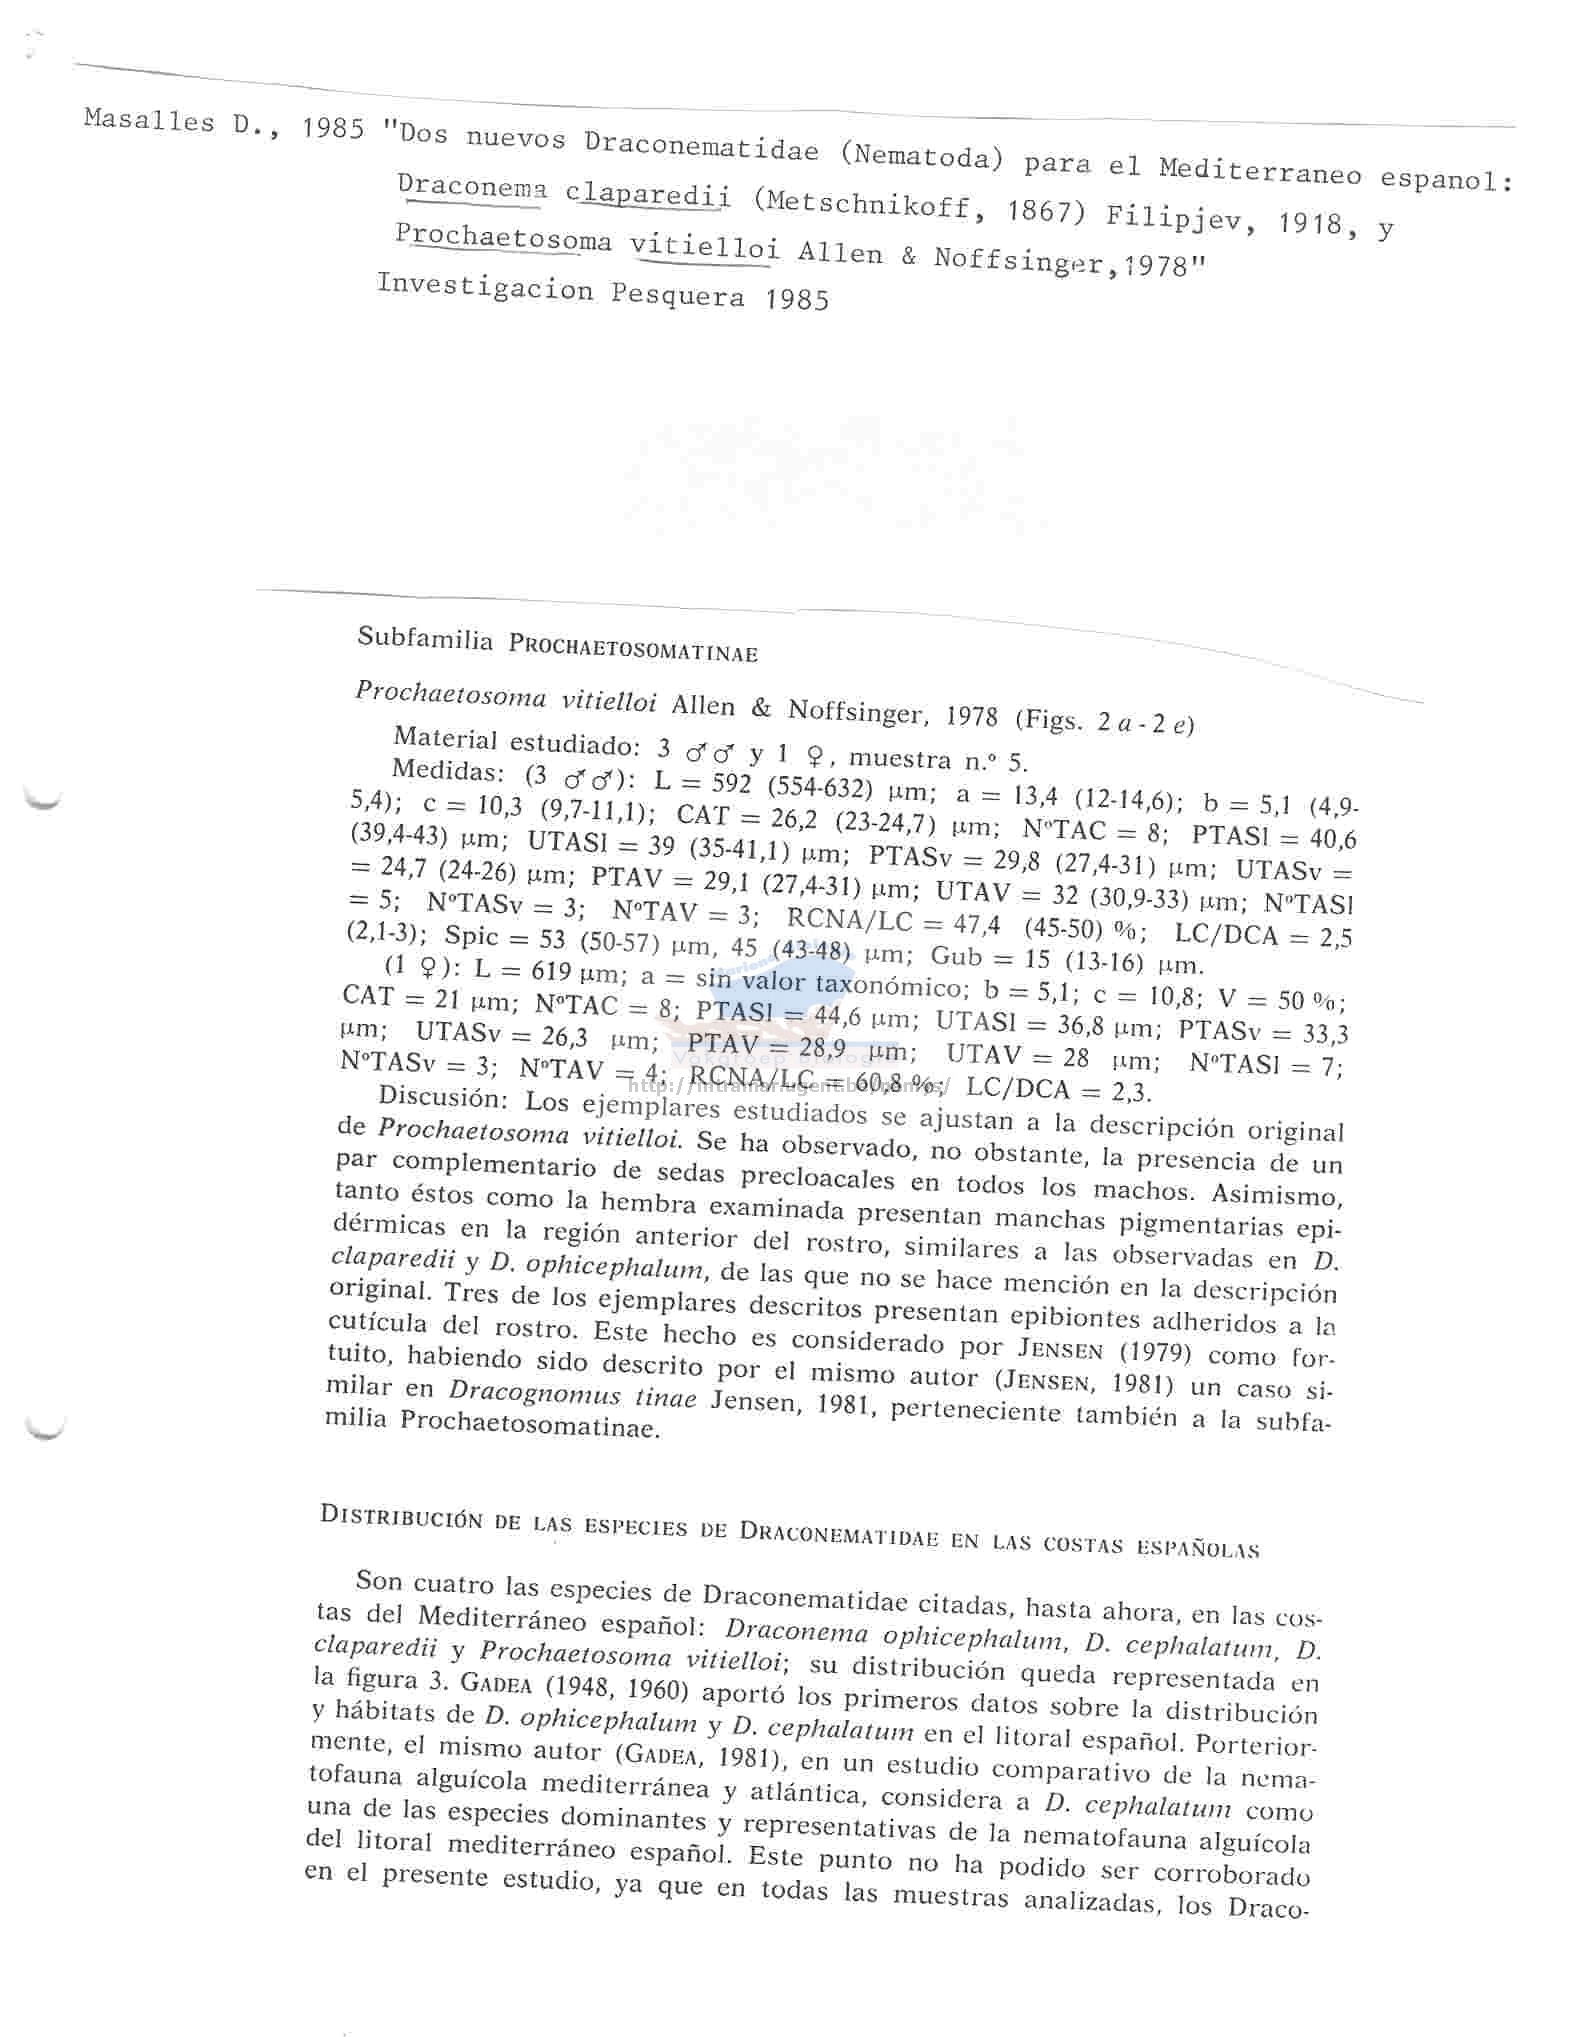 Masalles D., 1985 "Dos nuevos Draconematidae (Nematoda) para el Mediterraneo espanol:
Draconema claparedii (Metschnikoff, 1867) Filipjev, 1918, y
Prochaetosoma vitielloi Allen & Noffsinger,1978"
Investigacion Pesquera 1985
Subfamilia PROCHAETOSOMATINAE
Prochaetosoma vitielloi Allen & Noffsinger, 1978 (Figs. 2 a - 2 e)
Material estudiado: 3 ♂♂ y 1 ♀, muestra n.º 5.
Medidas: (3 ♂♂): L = 592 (554-632) µm; a = 13,4 (12-14,6); b = 5,1 (4,9-
5,4); c = 10,3 (9,7-11,1); CAT = 26,2 (23-24,7) µm; NºTAC = 8; PTASl = 40,6
(39,4-43) µm; UTASl = 39 (35-41,1) µm; PTASv = 29,8 (27,4-31) µm; UTASv =
= 24,7 (24-26) µm; PTAV = 29,1 (27,4-31) µm; UTAV = 32 (30,9-33) µm; NºTASl
= 5; NºTASv = 3; NºTAV = 3; RCNA/LC = 47,4 (45-50) %; LC/DCA = 2,5
(2,1-3); Spic = 53 (50-57) µm, 45 (43-48) µm; Gub = 15 (13-16) µm.
(1 ♀): L = 619 µm; a = sin valor taxonómico; b = 5,1; c = 10,8; V = 50 %;
CAT = 21 µm; NºTAC = 8; PTASl = 44,6 µm; UTASl = 36,8 µm; PTASv = 33,3
µm; UTASv = 26,3 µm; PTAV = 28,9 µm; UTAV = 28 µm; NºTASl = 7;
Vakgroep Biologie
NºTASv = 3; NºTAV = 4; RCNA/LC = 60,8 %; LC/DCA = 2,3.
Discusión: Los ejemplares estudiados se ajustan a la descripción original
de Prochaetosoma vitielloi. Se ha observado, no obstante, la presencia de un
par complementario de sedas precloacales en todos los machos. Asimismo,
tanto éstos como la hembra examinada presentan manchas pigmentarias epi-
dérmicas en la región anterior del rostro, similares a las observadas en D.
claparedii y D. ophicephalum, de las que no se hace mención en la descripción
original. Tres de los ejemplares descritos presentan epibiontes adheridos a la
cutícula del rostro. Este hecho es considerado por JENSEN (1979) como for-
tuito, habiendo sido descrito por el mismo autor (JENSEN, 1981) un caso si-
milar en Dracognomus tinae Jensen, 1981, perteneciente también a la subfa-
milia Prochaetosomatinae.
DISTRIBUCIÓN DE LAS ESPECIES DE DRACONEMATIDAE EN LAS COSTAS ESPAÑOLAS
Son cuatro las especies de Draconematidae citadas, hasta ahora, en las cos-
tas del Mediterráneo español: Draconema ophicephalum, D. cephalatum, D.
claparedii y Prochaetosoma vitielloi; su distribución queda representada en
la figura 3. GADEA (1948, 1960) aportó los primeros datos sobre la distribución
y hábitats de D. ophicephalum y D. cephalatum en el litoral español. Porterior-
mente, el mismo autor (GADEA, 1981), en un estudio comparativo de la nema-
tofauna alguícola mediterránea y atlántica, considera a D. cephalatum como
una de las especies dominantes y representativas de la nematofauna alguícola
del litoral mediterráneo español. Este punto no ha podido ser corroborado
en el presente estudio, ya que en todas las muestras analizadas, los Draco-